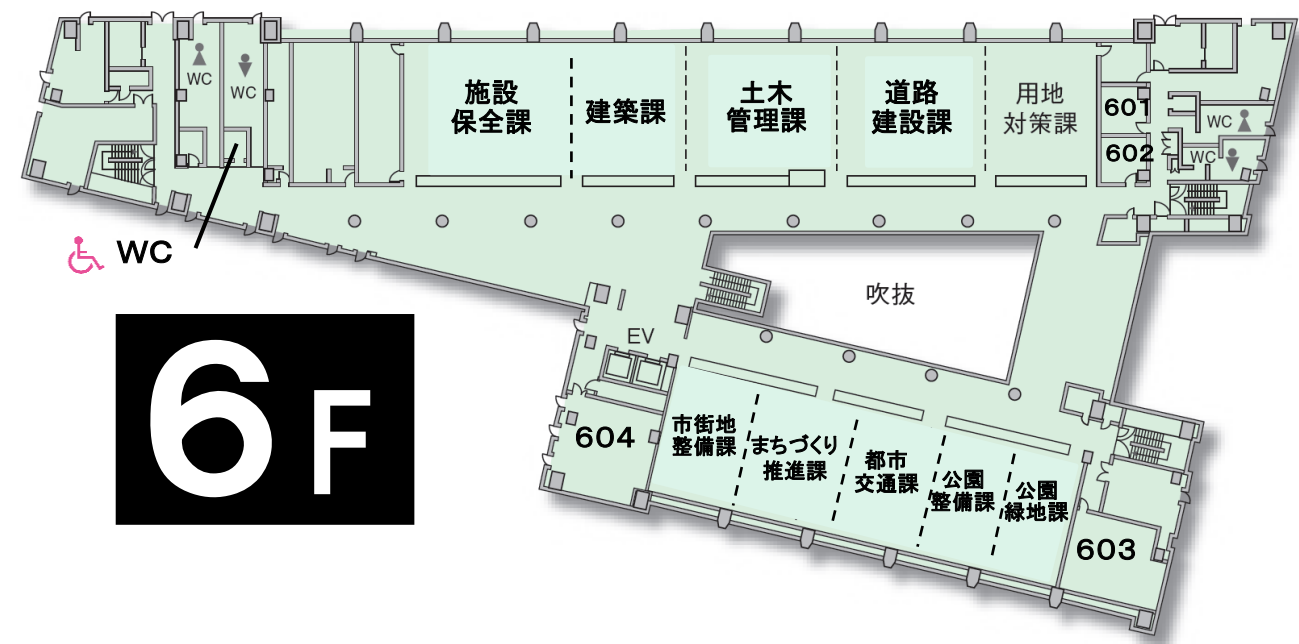 WC
WC
施設
保全課
建築課
土木
管理課
道路
建設課
用地
対策課
601
602
WC
WC
WC
吹抜
6F
EV
604
市街地
整備課
まちづくり
推進課
都市
交通課
公園
整備課
公園
緑地課
603